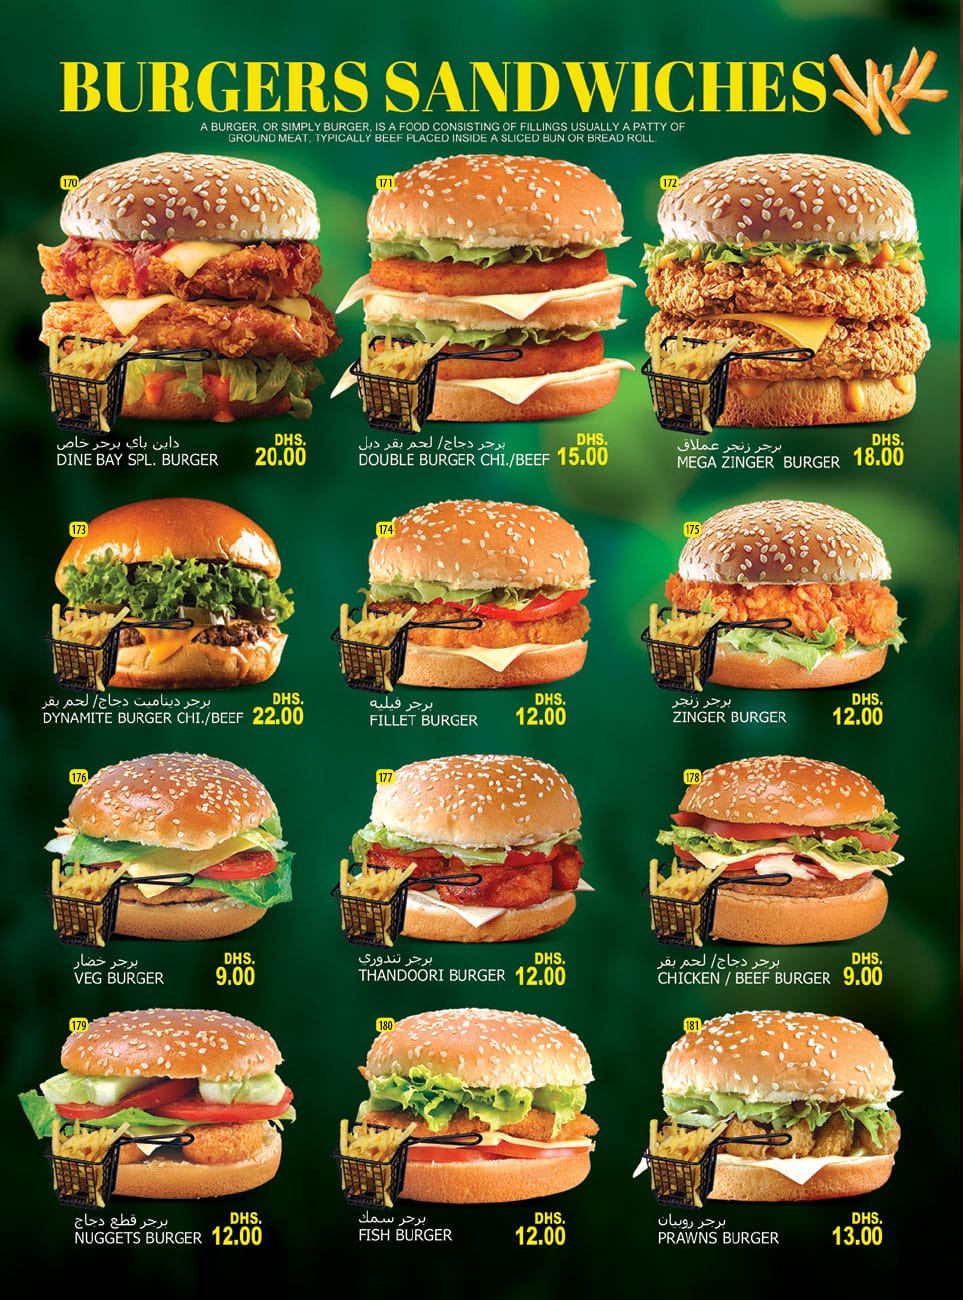 BURGERS SANDWICHES
A BURGER, OR SIMPLY BURGER, IS A FOOD CONSISTING OF FILLINGS USUALLY A PATTY OF
GROUND MEAT, TYPICALLY BEEF PLACED INSIDE A SLICED BUN OR BREAD ROLL.
170
داين باي برجر خاص
DINE BAY SPL. BURGER
DHS.
20.00
171
برجر دجاج/ لحم بقر دبل
DOUBLE BURGER CHI./BEEF
DHS.
15.00
172
برجر زنجر عملاق
MEGA ZINGER BURGER
DHS.
18.00
173
برجر ديناميت دجاج/ لحم بقر
DYNAMITE BURGER CHI./BEEF
DHS.
22.00
174
برجر فيليه
FILLET BURGER
DHS.
12.00
175
برجر زنجر
ZINGER BURGER
DHS.
12.00
176
برجر خضار
VEG BURGER
DHS.
9.00
177
برجر تندوري
THANDOORI BURGER
DHS.
12.00
178
برجر دجاج/ لحم بقر
CHICKEN / BEEF BURGER
DHS.
9.00
179
برجر قطع دجاج
NUGGETS BURGER
DHS.
12.00
180
برجر سمك
FISH BURGER
DHS.
12.00
181
برجر روبيان
PRAWNS BURGER
DHS.
13.00